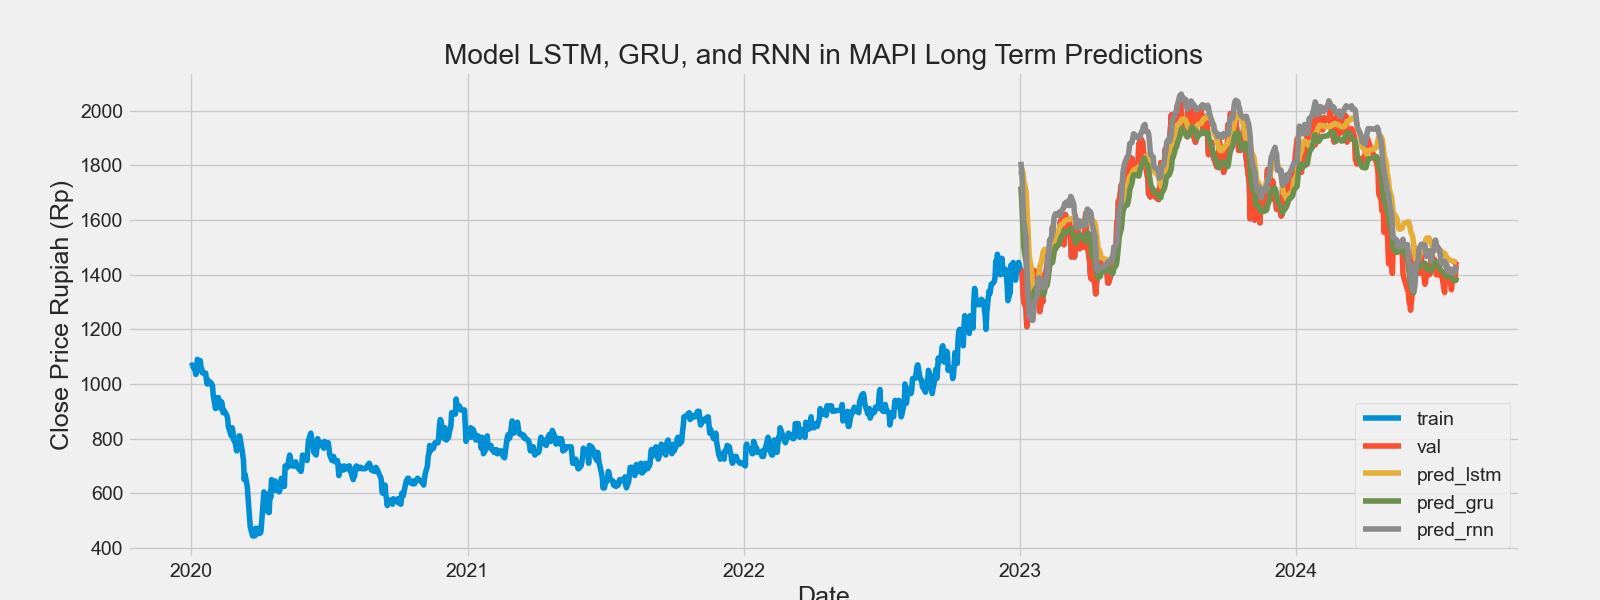 Model LSTM, GRU, and RNN in MAPI Long Term Predictions
Close Price Rupiah (Rp)
2000
1800
1600
1400
1200
1000
800
600
400
2020 2021 2022 2023 2024
Date
train
val
pred_lstm
pred_gru
pred_rnn